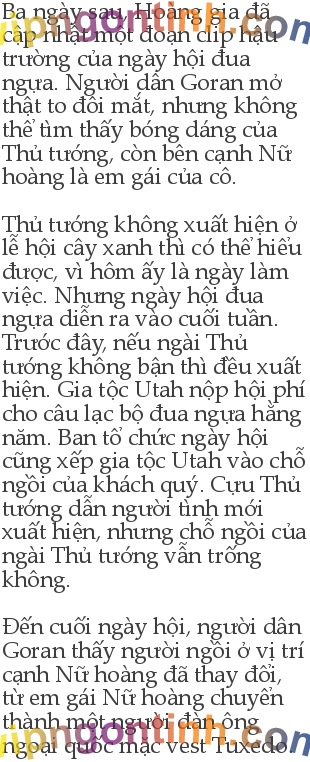 Ba ngày sau, Hoàng gia đã
cập nhật một đoạn clip hậu
trường của ngày hội đua
ngựa. Người dân Goran mở
thật to đôi mắt, nhưng không
thể tìm thấy bóng dáng của
Thủ tướng, còn bên cạnh Nữ
hoàng là em gái của cô.
Thủ tướng không xuất hiện ở
lễ hội cây xanh thì có thể hiểu
được, vì hôm ấy là ngày làm
việc. Nhưng ngày hội đua
ngựa diễn ra vào cuối tuần.
Trước đây, nếu ngài Thủ
tướng không bận thì đều xuất
hiện. Gia tộc Utah nộp hội phí
cho câu lạc bộ đua ngựa hằng
năm. Ban tổ chức ngày hội
cũng xếp gia tộc Utah vào chỗ
ngồi của khách quý. Cựu Thủ
tướng dẫn người tình mới
xuất hiện, nhưng chỗ ngồi của
ngài Thủ tướng vẫn trống
không.
Đến cuối ngày hội, người dân
Goran thấy người ngồi ở vị trí
cạnh Nữ hoàng đã thay đổi,
từ em gái Nữ hoàng chuyển
thành một người đàn ông
ngoại quốc mặc vest Tuxedo.